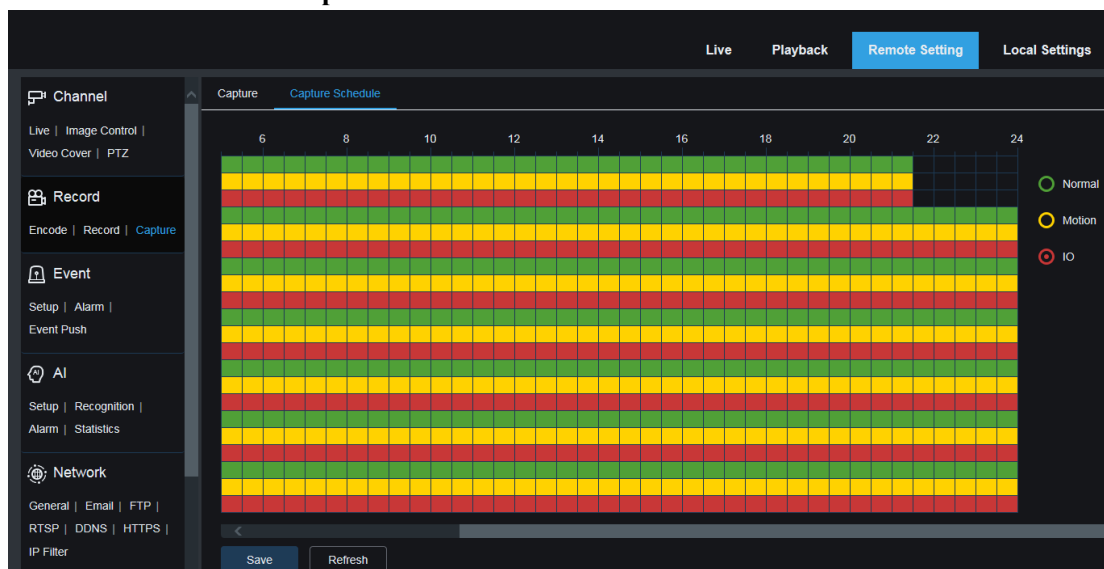 Live Playback Remote Setting Local Settings
Channel
Live | Image Control |
Video Cover | PTZ
Record
Encode | Record | Capture
Event
Setup | Alarm |
Event Push
AI
Setup | Recognition |
Alarm | Statistics
Network
General | Email | FTP |
RTSP | DDNS | HTTPS |
IP Filter
Capture Capture Schedule
6 8 10 12 14 16 18 20 22 24
Normal
Motion
IO
Save Refresh